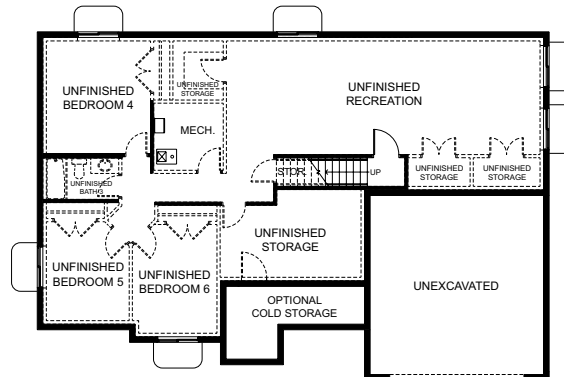 UNFINISHED
BEDROOM 4
UNFINISHED
STORAGE
UNFINISHED
RECREATION
MECH.
UNFINISHED
BATH 3
STOR.
UP
UNFINISHED
STORAGE
UNFINISHED
STORAGE
UNFINISHED
BEDROOM 5
UNFINISHED
BEDROOM 6
UNFINISHED
STORAGE
OPTIONAL
COLD STORAGE
UNEXCAVATED